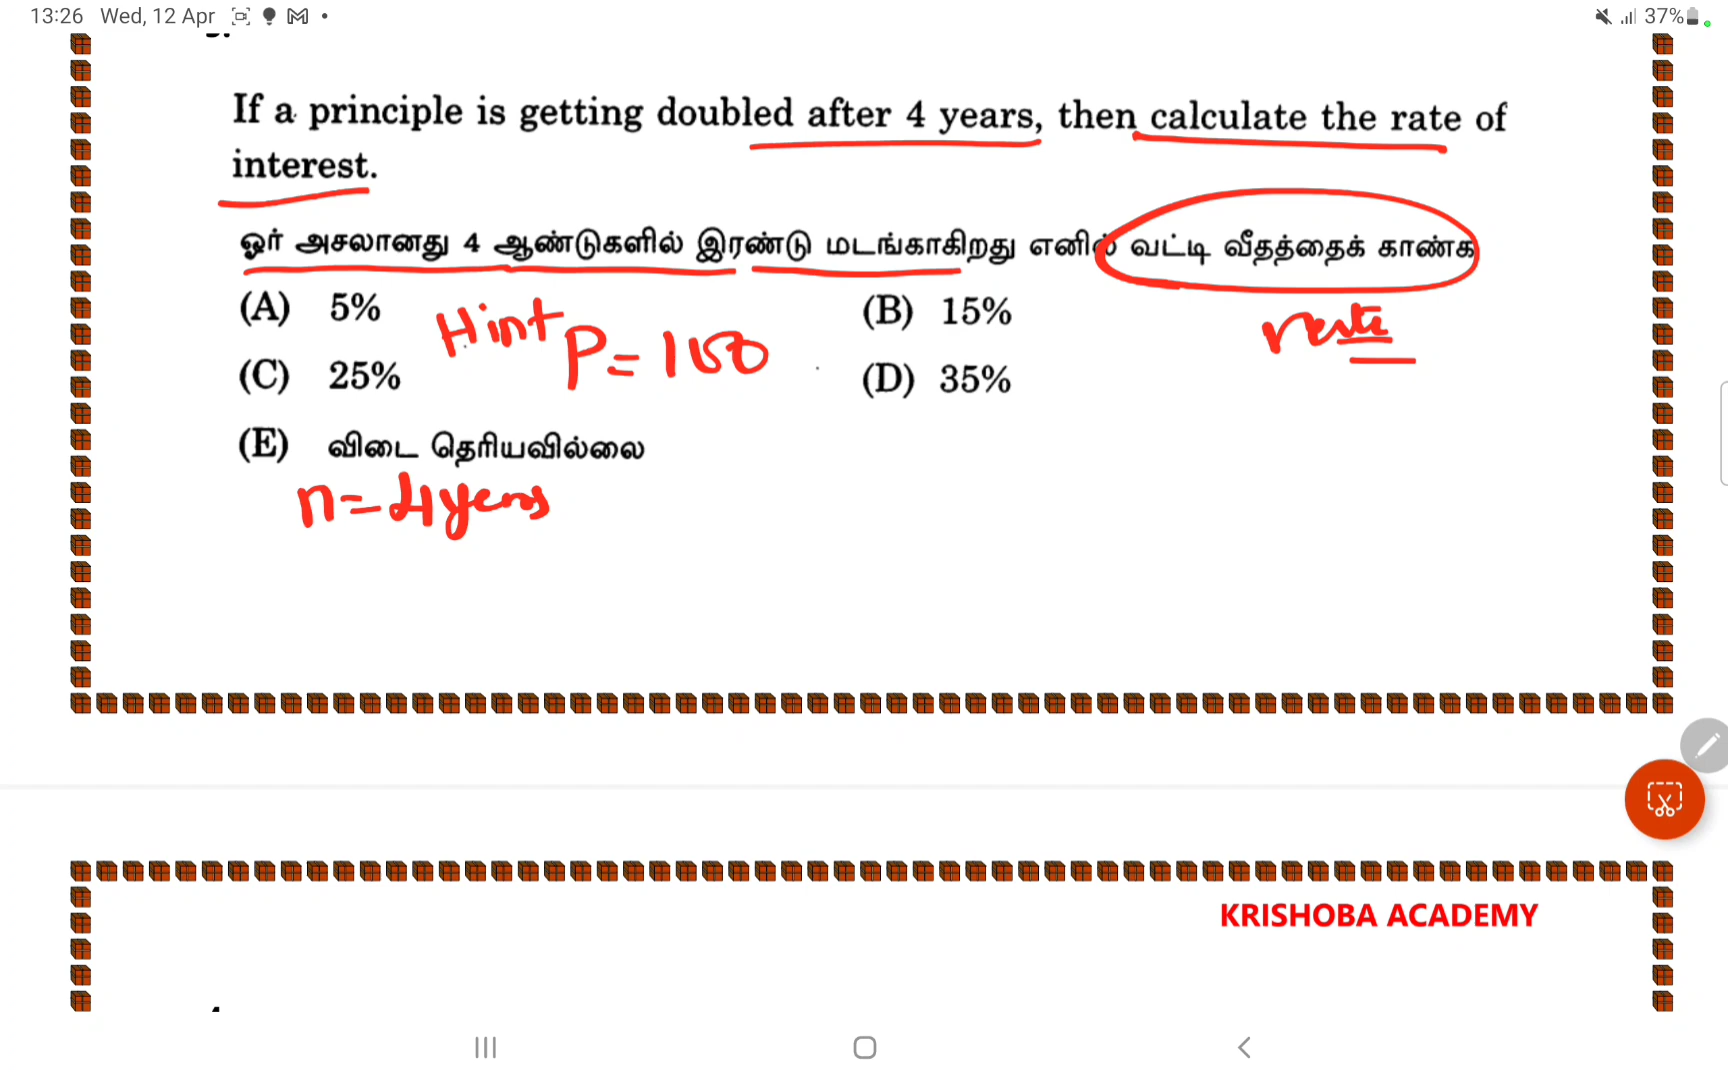 13:26 Wed, 12 Apr
37%
If a principle is getting doubled after 4 years, then calculate the rate of
interest.
ஓர் அசலானது 4 ஆண்டுகளில் இரண்டு மடங்காகிறது எனில் வட்டி வீதத்தைக் காண்க
(A) 5%
(B) 15%
Hint P = 100
(C) 25%
(D) 35%
(E) விடை தெரியவில்லை
n = 4 years
KRISHOBA ACADEMY